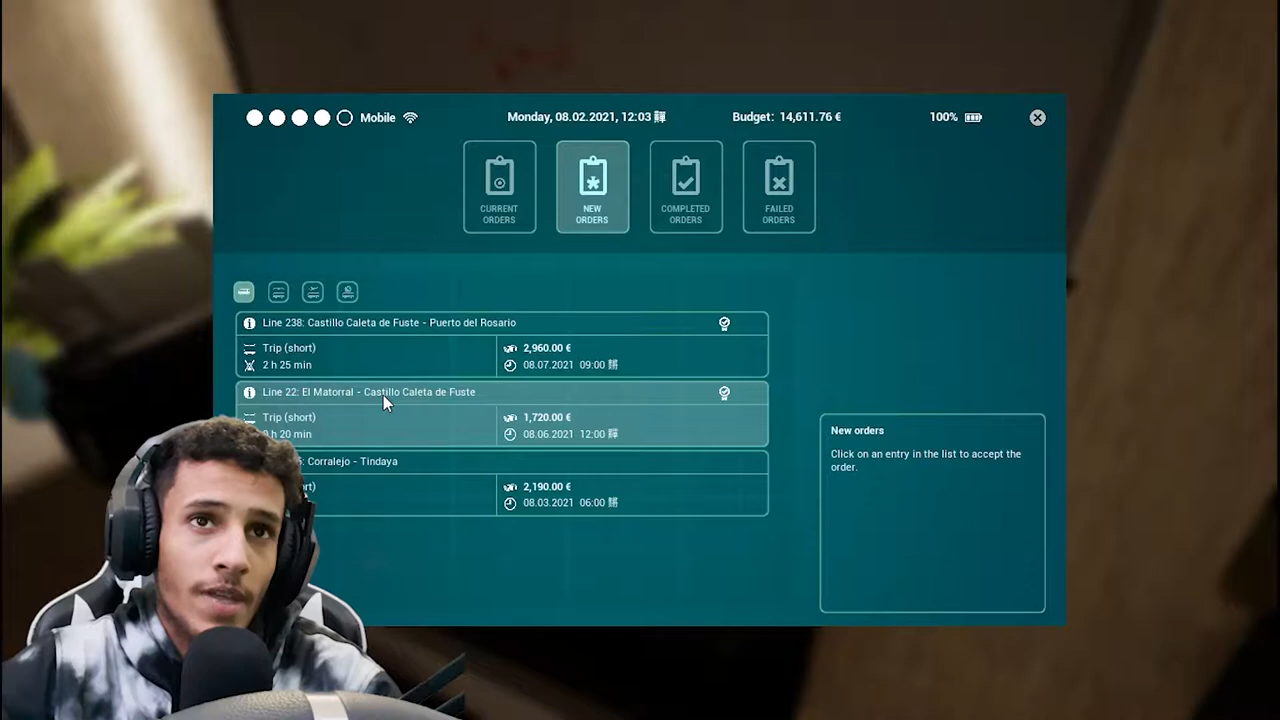 Mobile
Monday, 08.02.2021, 12:03
Budget: 14,611.76 €
100%
CURRENT
ORDERS
NEW
ORDERS
COMPLETED
ORDERS
FAILED
ORDERS
Line 238: Castillo Caleta de Fuste - Puerto del Rosario
Trip (short)
2,960.00 €
2 h 25 min
08.07.2021 09:00
Line 22: El Matorral - Castillo Caleta de Fuste
Trip (short)
1,720.00 €
h 20 min
08.06.2021 12:00
Corralejo - Tindaya
2,190.00 €
08.03.2021 06:00
New orders
Click on an entry in the list to accept the
order.